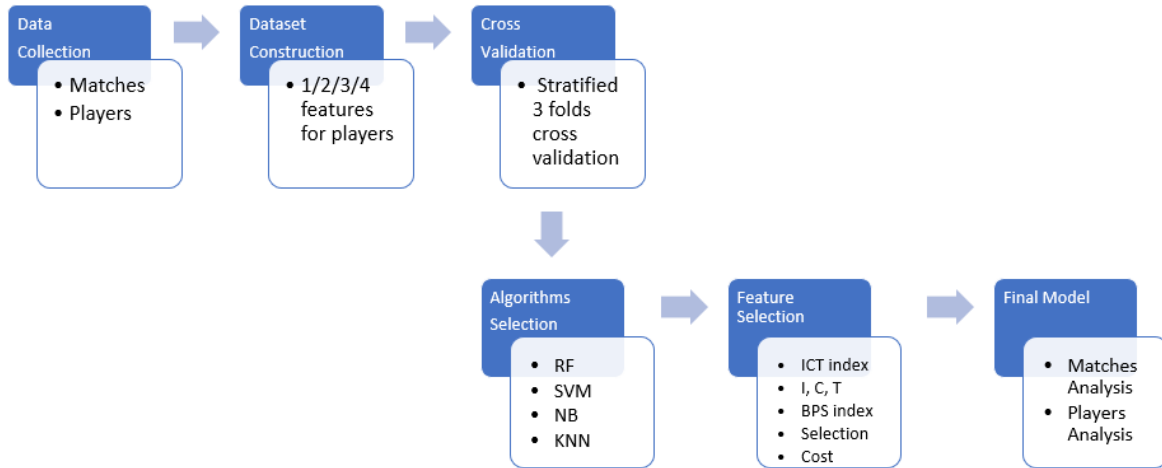 Data
Collection
• Matches
• Players
Dataset
Construction
• 1/2/3/4
features
for players
Cross
Validation
• Stratified
3 folds
cross
validation
Algorithms
Selection
• RF
• SVM
• NB
• KNN
Feature
Selection
• ICT index
• I, C, T
• BPS index
• Selection
• Cost
Final Model
• Matches
Analysis
• Players
Analysis